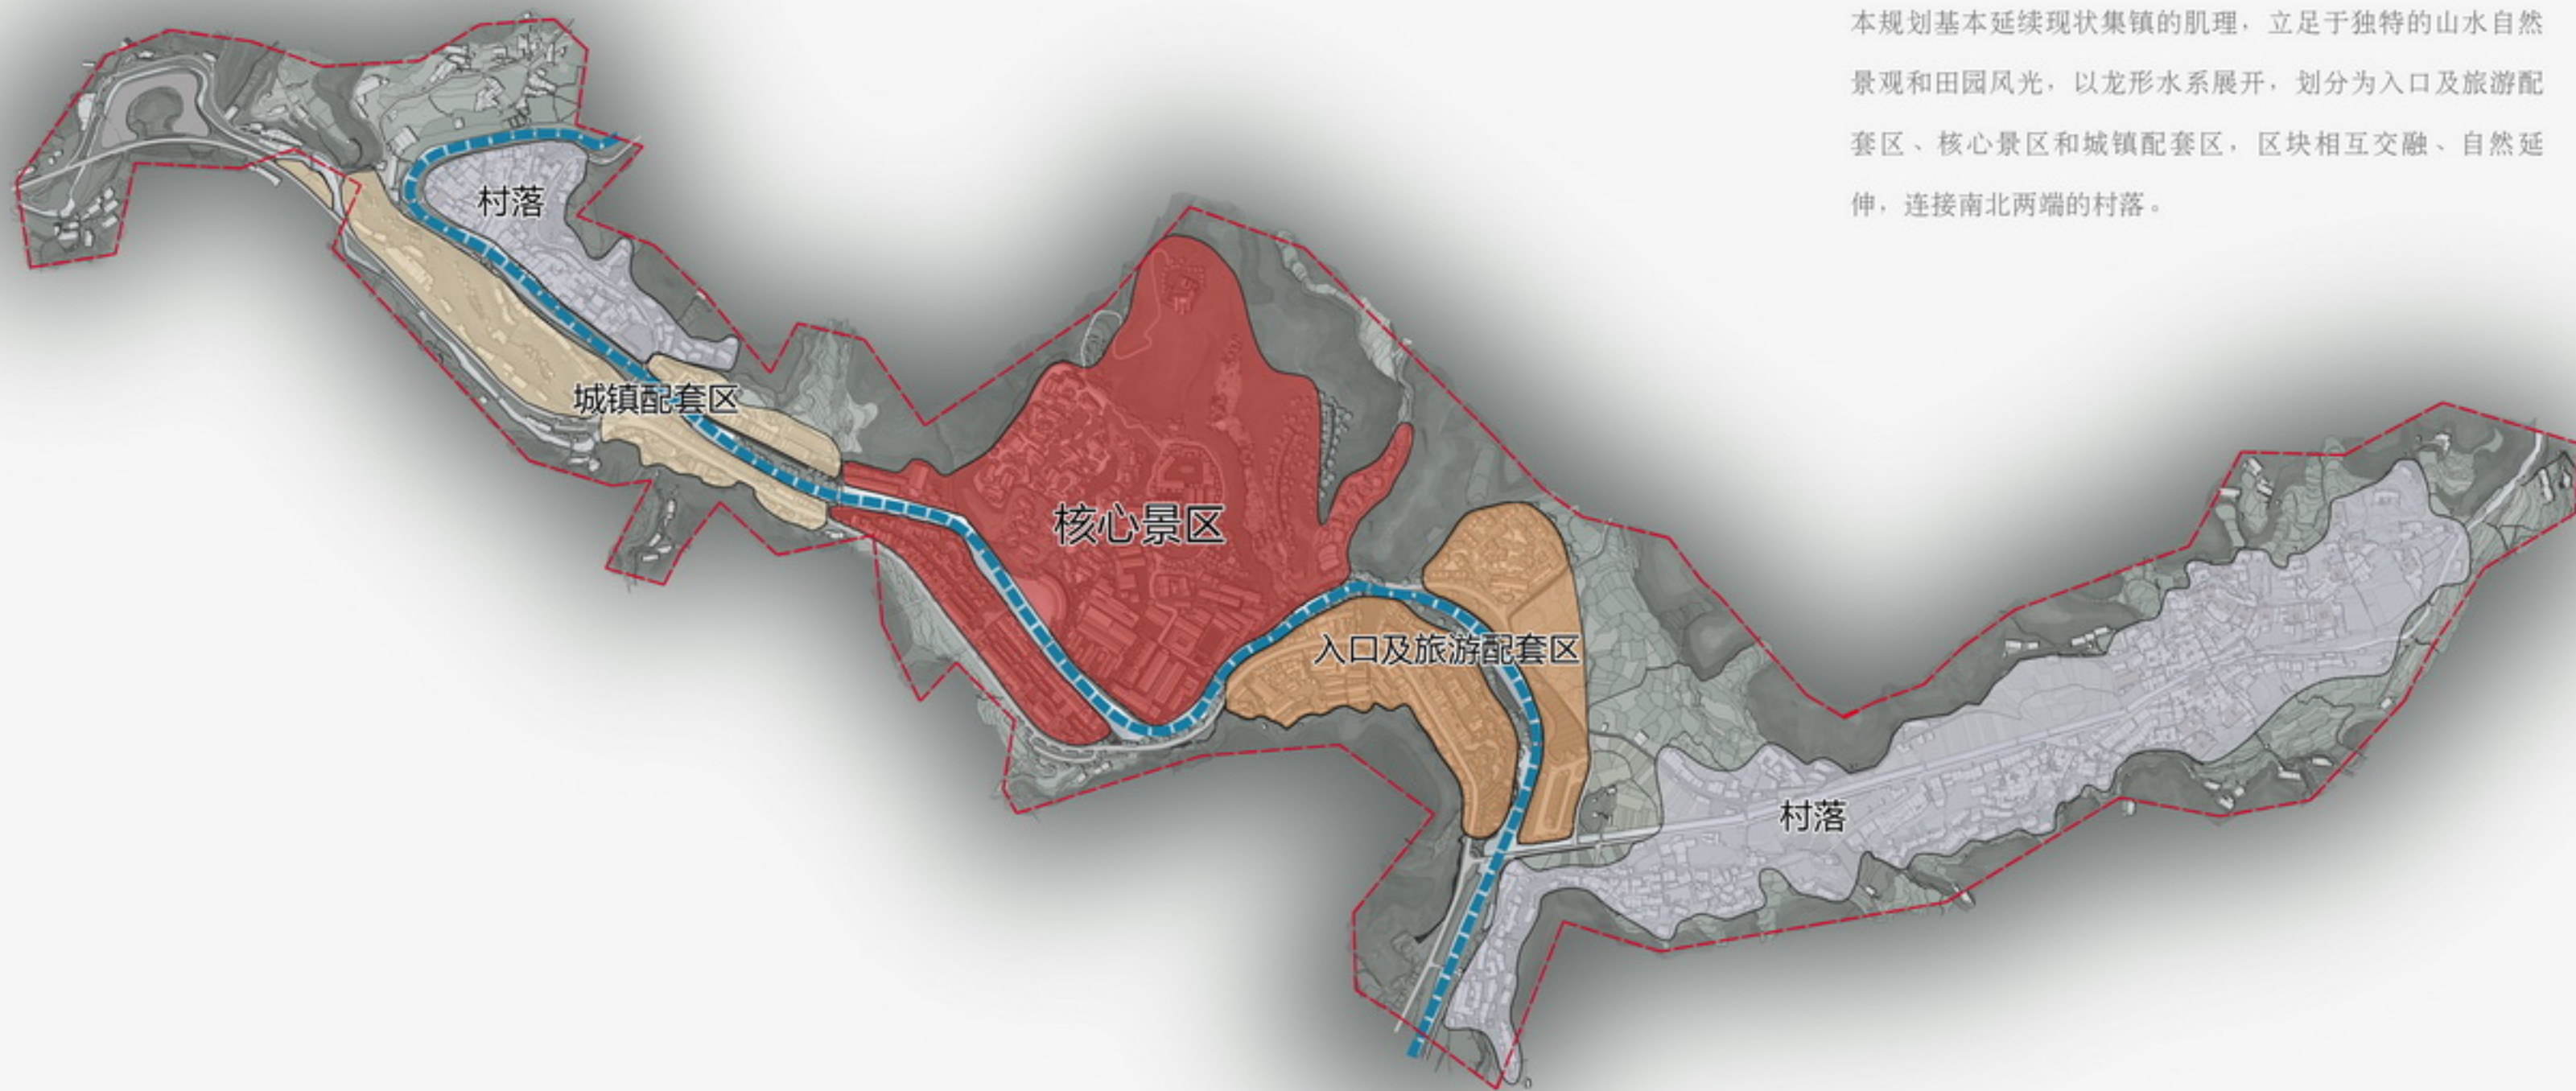 本规划基本延续现状集镇的肌理，立足于独特的山水自然
景观和田园风光，以龙形水系展开，划分为入口及旅游配
套区、核心景区和城镇配套区，区块相互交融、自然延
伸，连接南北两端的村落。
村落
城镇配套区
核心景区
入口及旅游配套区
村落